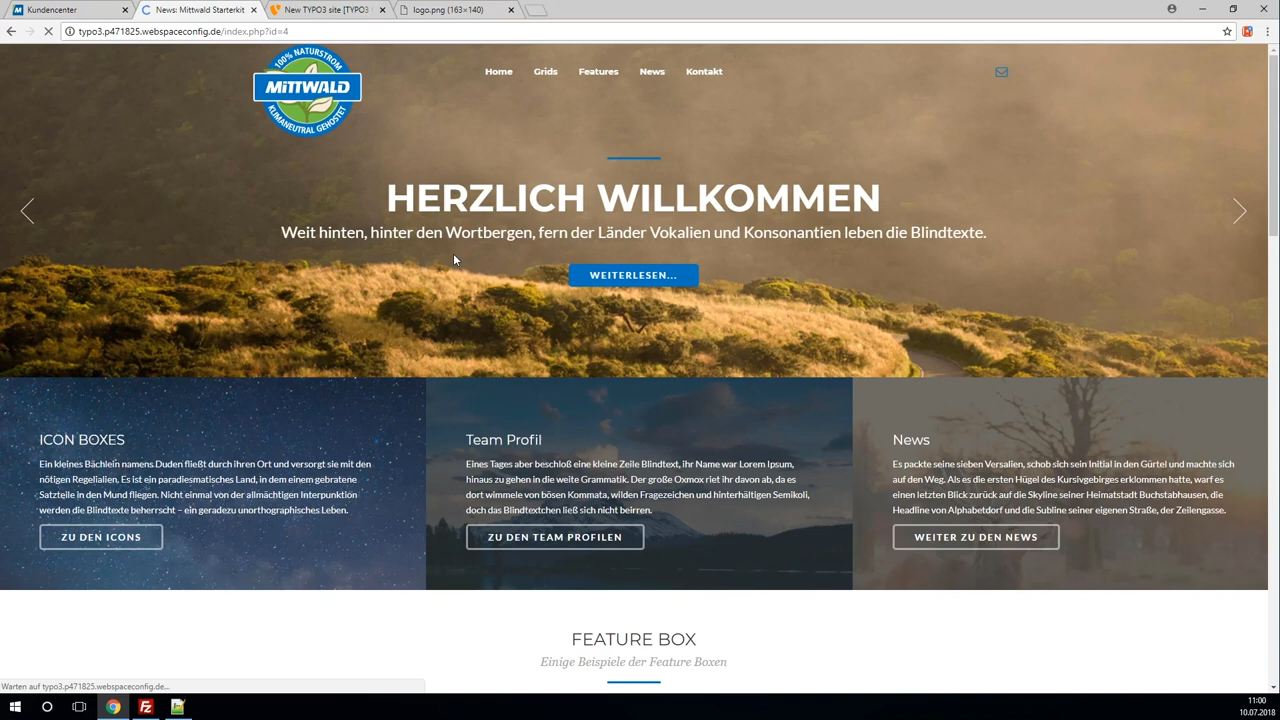 Kundencenter
News: Mittwald Starterkit
New TYPO3 site [TYPO3
logo.png (163×140)
typo3.p471825.webspaceconfig.de/index.php?id=4
100% NATURSTROM
MITTWALD
KLIMANEUTRAL GEHOSTET
Home Grids Features News Kontakt
HERZLICH WILLKOMMEN
Weit hinten, hinter den Wortbergen, fern der Länder Vokalien und Konsonantien leben die Blindtexte.
WEITERLESEN...
ICON BOXES
Ein kleines Bächlein namens Duden fließt durch ihren Ort und versorgt sie mit den
nötigen Regelialien. Es ist ein paradiesmatisches Land, in dem einem gebratene
Satzteile in den Mund fliegen. Nicht einmal von der allmächtigen Interpunktion
werden die Blindtexte beherrscht – ein geradezu unorthographisches Leben.
ZU DEN ICONS
Team Profil
Eines Tages aber beschloß eine kleine Zeile Blindtext, ihr Name war Lorem Ipsum,
hinaus zu gehen in die weite Grammatik. Der große Oxmox riet ihr davon ab, da es
dort wimmele von bösen Kommata, wilden Fragezeichen und hinterhältigen Semikoli,
doch das Blindtextchen ließ sich nicht beirren.
ZU DEN TEAM PROFILEN
News
Es packte seine sieben Versalien, schob sich sein Initial in den Gürtel und machte sich
auf den Weg. Als es die ersten Hügel des Kursivgebirges erklommen hatte, warf es
einen letzten Blick zurück auf die Skyline seiner Heimatstadt Buchstabhausen, die
Headline von Alphabetdorf und die Subline seiner eigenen Straße, der Zeilengasse.
WEITER ZU DEN NEWS
FEATURE BOX
Einige Beispiele der Feature Boxen
Warten auf typo3.p471825.webspaceconfig.de...
11:00
10.07.2018